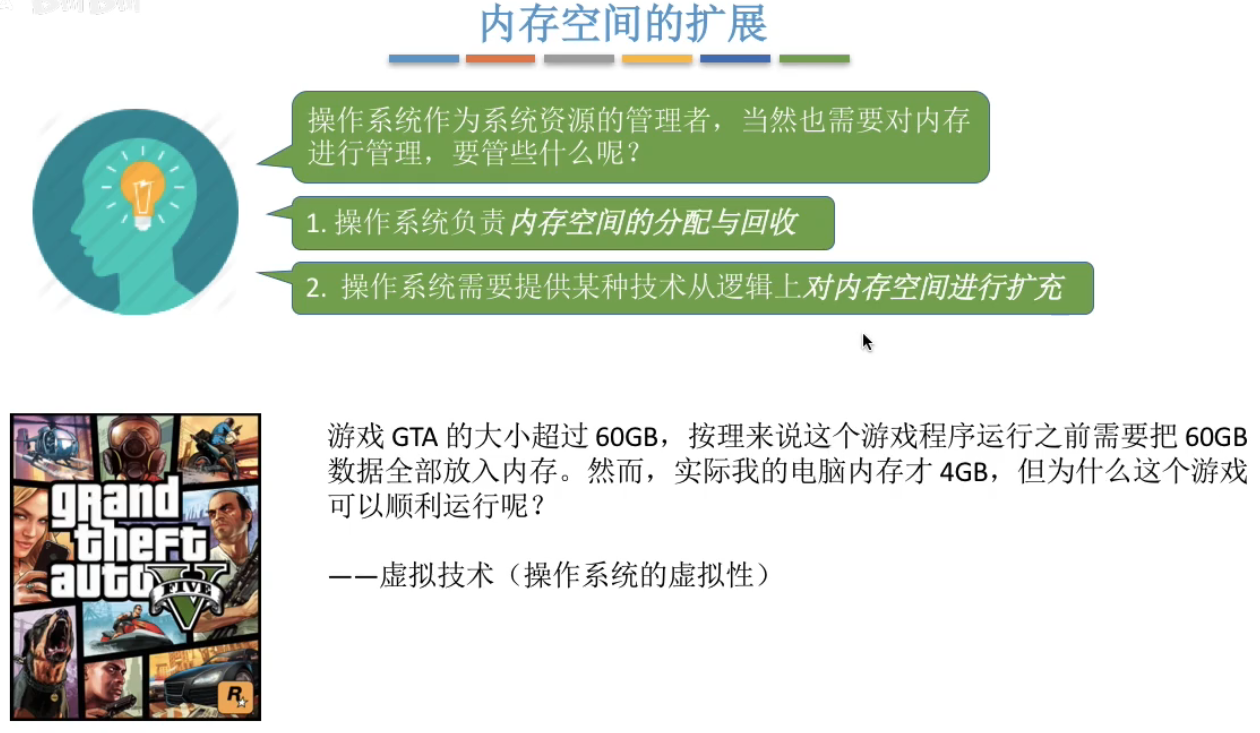 内存空间的扩展
操作系统作为系统资源的管理者，当然也需要对内存
进行管理，要管些什么呢？
1. 操作系统负责内存空间的分配与回收
2. 操作系统需要提供某种技术从逻辑上对内存空间进行扩充
游戏 GTA 的大小超过 60GB，按理来说这个游戏程序运行之前需要把 60GB
数据全部放入内存。然而，实际我的电脑内存才 4GB，但为什么这个游戏
可以顺利运行呢？
——虚拟技术（操作系统的虚拟性）
grand
theft
auto
V
FIVE
R